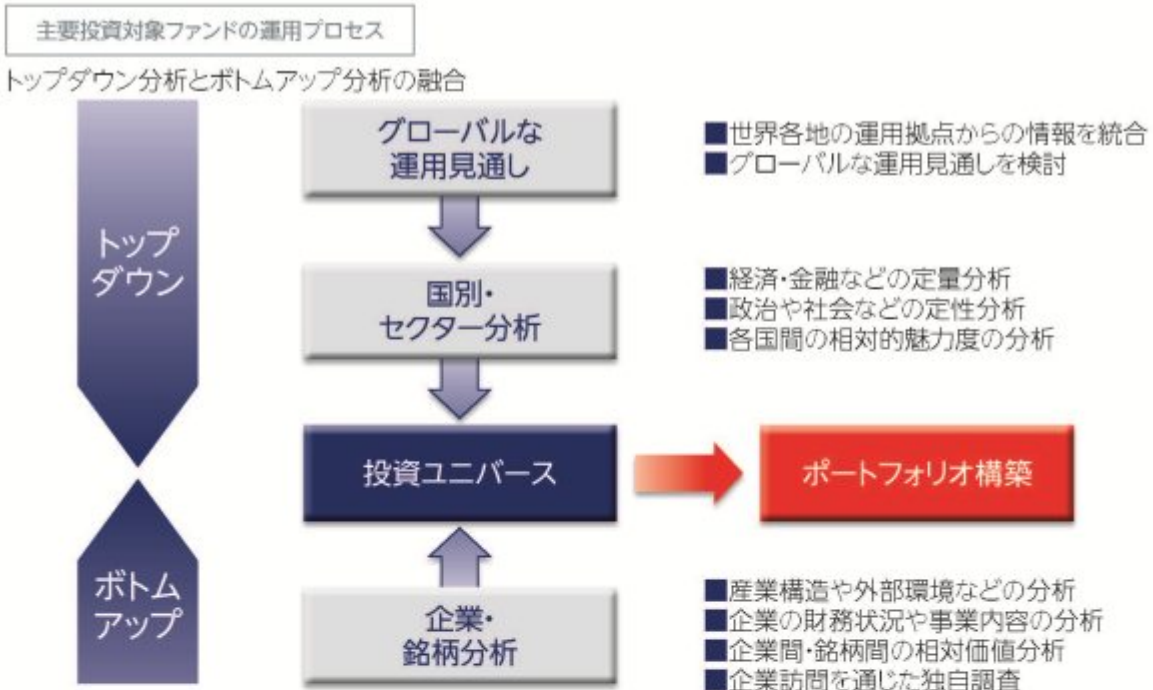 主要投資対象ファンドの運用プロセス
トップダウン分析とボトムアップ分析の融合
トップ
ダウン
グローバルな
運用見通し
■世界各地の運用拠点からの情報を統合
■グローバルな運用見通しを検討
国別・
セクター分析
■経済・金融などの定量分析
■政治や社会などの定性分析
■各国間の相対的魅力度の分析
投資ユニバース
ポートフォリオ構築
ボトム
アップ
企業・
銘柄分析
■産業構造や外部環境などの分析
■企業の財務状況や事業内容の分析
■企業間・銘柄間の相対価値分析
■企業訪問を通じた独自調査